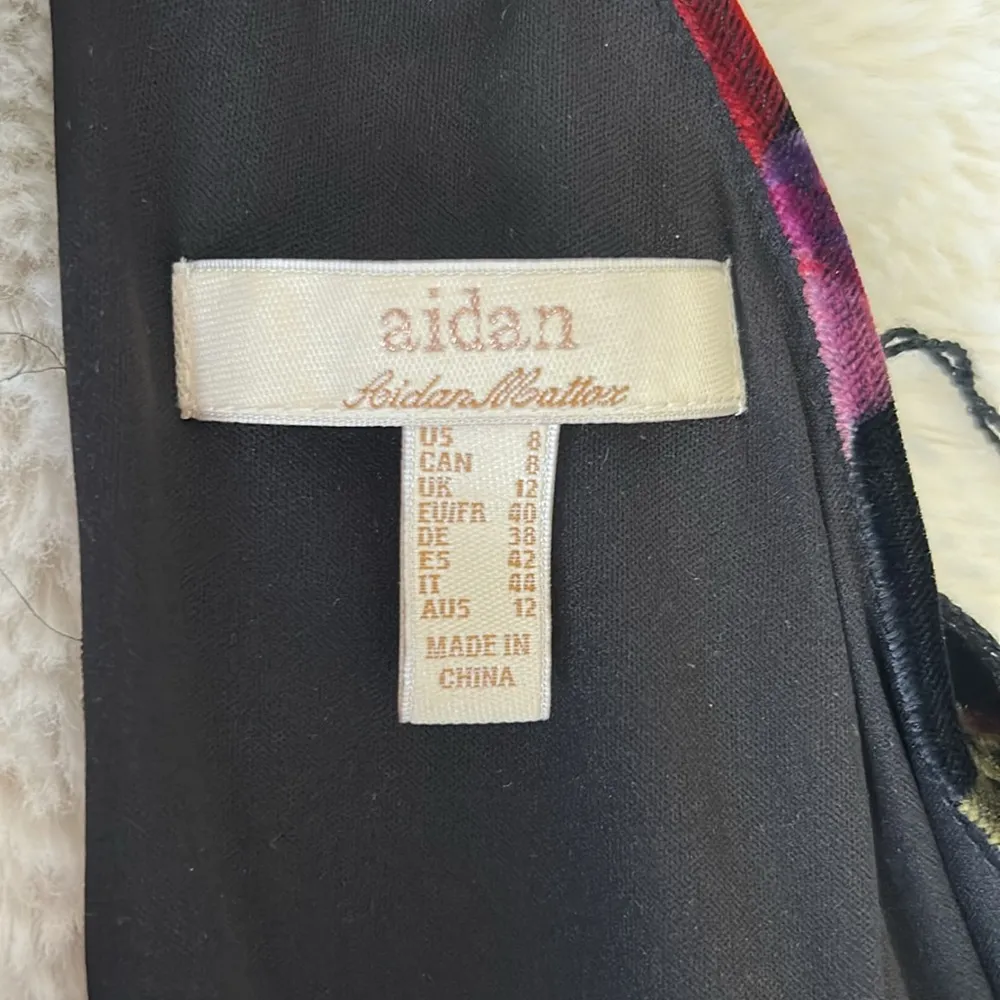 aidan
Aidan Mattox
US 8
CAN 8
UK 12
EU/FR 40
DE 38
ES 42
IT 44
AUS 12
MADE IN
CHINA